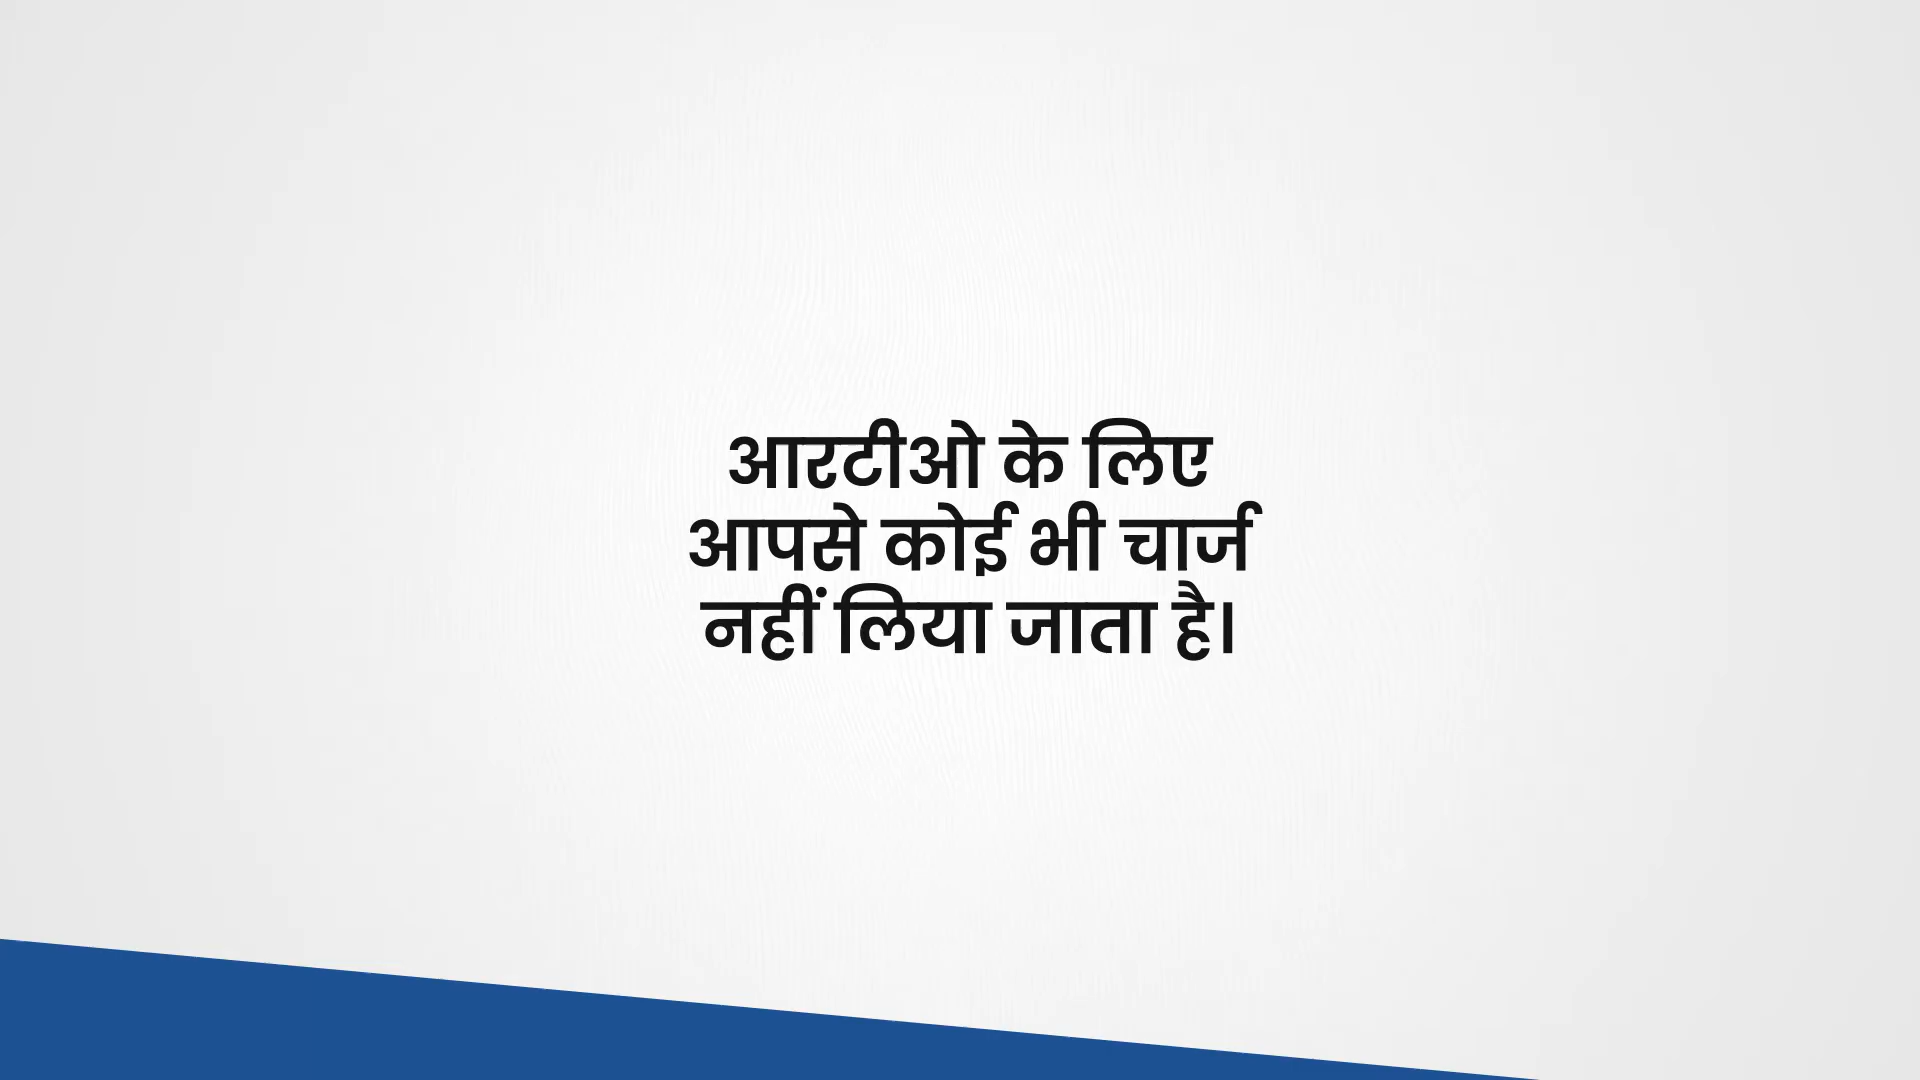 आरटीओ के लिए
आपसे कोई भी चार्ज
नहीं लिया जाता है।